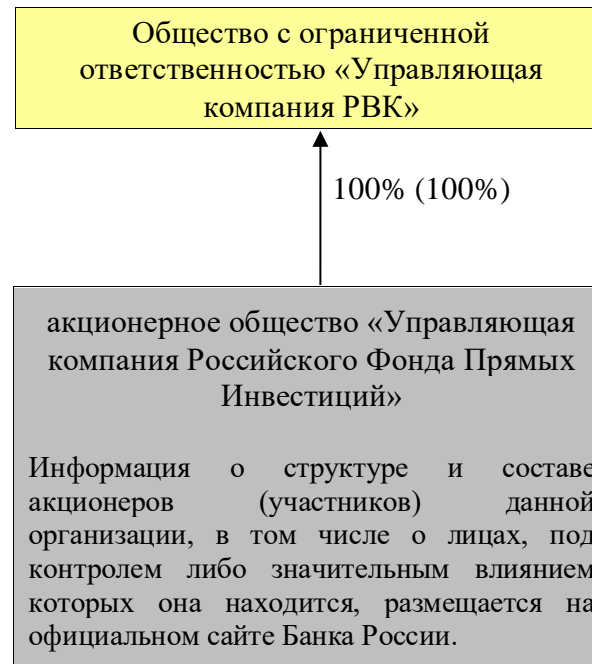 Общество с ограниченной
ответственностью «Управляющая
компания РВК»
100% (100%)
акционерное общество «Управляющая
компания Российского Фонда Прямых
Инвестиций»
Информация о структуре и составе
акционеров (участников) данной
организации, в том числе о лицах, под
контролем либо значительным влиянием
которых она находится, размещается на
официальном сайте Банка России.